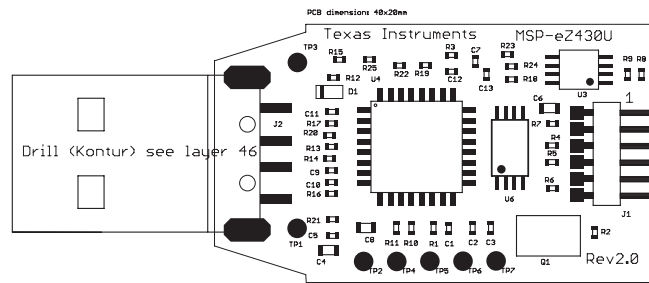 PCB dimension: 40x20mm
Texas Instruments MSP-eZ430U
TP3 R15 R25 U4 R22 R19 R3 C7 R23 R24 R18 U3 R9 R8
R12 C12 C13
D1
C11 R17 R20 R13 R14 C9 C10 R16
J2
C6 R7 R4 R5 R6
1
Drill (Kontur) see layer 46
U6
J1
R21 C5 C4 TP1
C8 R11 R10 R1 C1 C2 C3 Q1 R2
TP2 TP4 TP5 TP6 TP7
Rev2.0